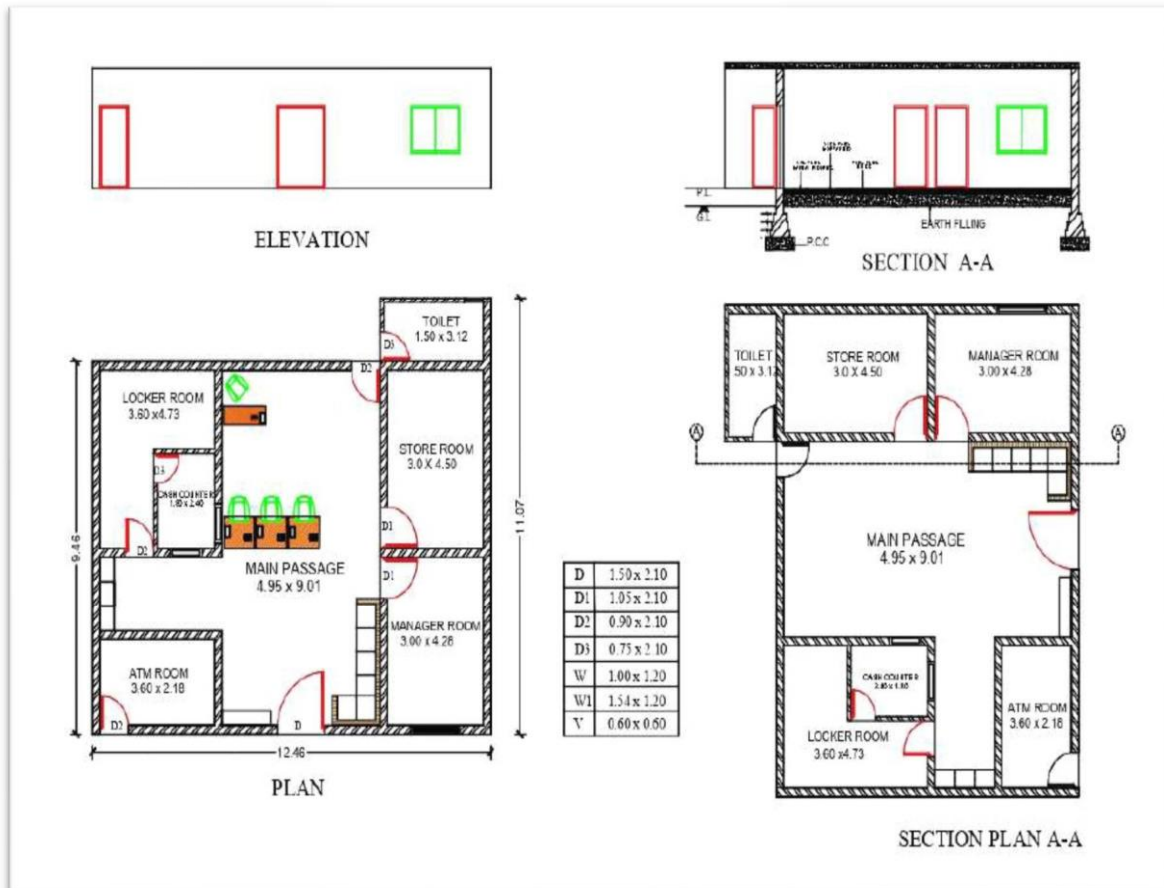 ELEVATION
P.L.
G.L
EARTH FILLING
P.C.C
SECTION A-A
TOILET
1.50 x 3.12
D3
D2
LOCKER ROOM
3.60 x4.73
STORE ROOM
3.0 X 4.50
D3
CASH COUNTER
D2
D1
MAIN PASSAGE
4.95 x 9.01
D1
MANAGER ROOM
3.00 x 4.28
ATM ROOM
3.60 x 2.18
D2
D
9.46
11.07
12.46
PLAN
D 1.50 x 2.10
D1 1.05 x 2.10
D2 0.90 x 2.10
D3 0.75 x 2.10
W 1.00 x 1.20
W1 1.54 x 1.20
V 0.60 x 0.60
TOILET
50 x 3.12
STORE ROOM
3.0 X 4.50
MANAGER ROOM
3.00 X 4.28
A
A
MAIN PASSAGE
4.95 x 9.01
CASH COUNTER
LOCKER ROOM
3.60 x4.73
ATM ROOM
3.60 x 2.18
SECTION PLAN A-A